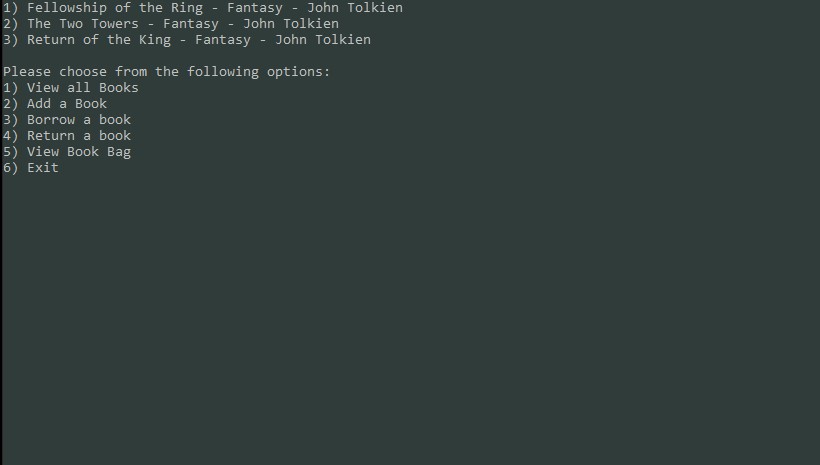 1) Fellowship of the Ring - Fantasy - John Tolkien
2) The Two Towers - Fantasy - John Tolkien
3) Return of the King - Fantasy - John Tolkien
Please choose from the following options:
1) View all Books
2) Add a Book
3) Borrow a book
4) Return a book
5) View Book Bag
6) Exit